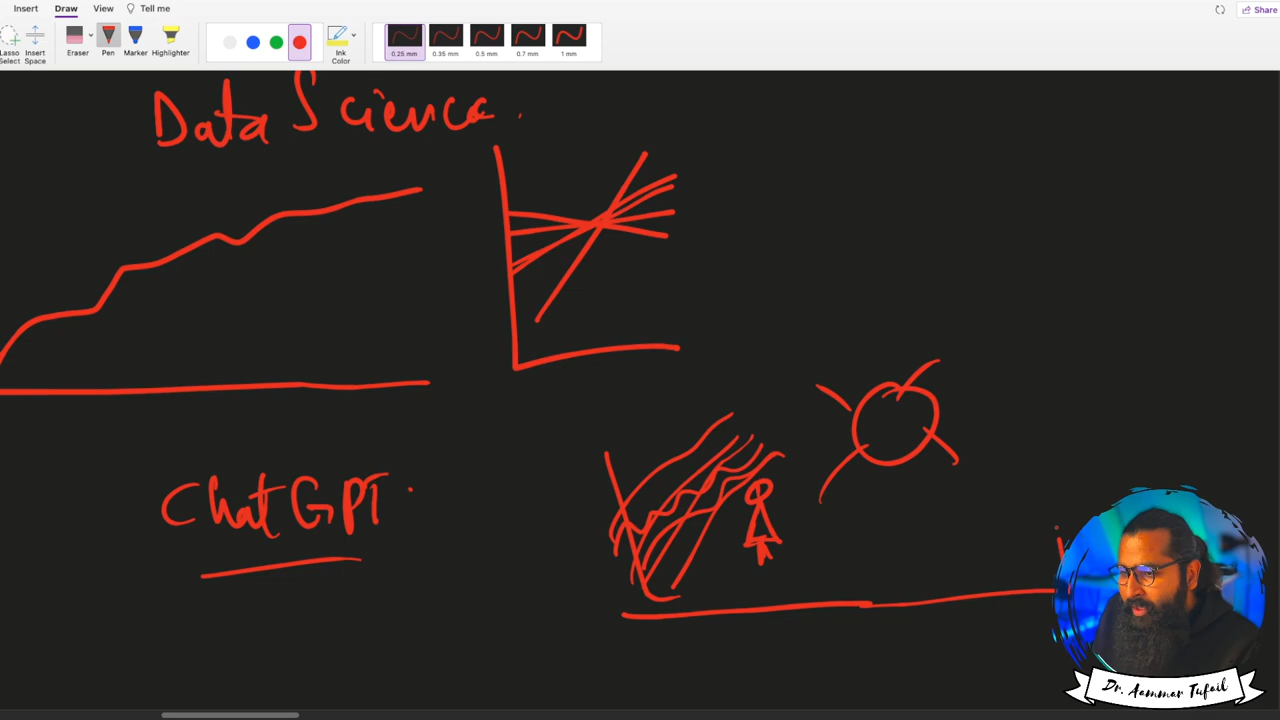 Insert Draw View Tell me
Share
Lasso Select
Insert Space
Eraser
Pen
Marker
Highlighter
Ink Color
0.25 mm
0.35 mm
0.5 mm
0.7 mm
1 mm
Data Science.
ChatGPT.
Dr. Aammar Tufail